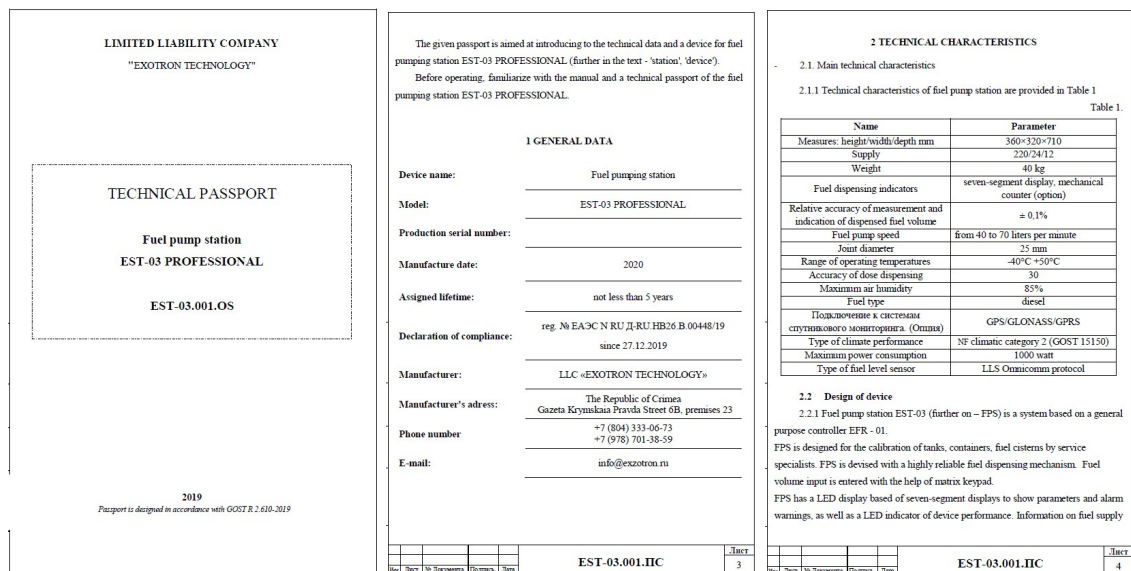 LIMITED LIABILITY COMPANY
"EXOTRON TECHNOLOGY"
TECHNICAL PASSPORT
Fuel pump station
EST-03 PROFESSIONAL
EST-03.001.OS
2019
Passport is designed in accordance with GOST R 2.610-2019
The given passport is aimed at introducing to the technical data and a device for fuel
pumping station EST-03 PROFESSIONAL (further in the text - 'station', 'device').
Before operating, familiarize with the manual and a technical passport of the fuel
pumping station EST-03 PROFESSIONAL.
1 GENERAL DATA
Device name: Fuel pumping station
Model: EST-03 PROFESSIONAL
Production serial number:
Manufacture date: 2020
Assigned lifetime: not less than 5 years
Declaration of compliance: reg. № ЕАЭС N RU Д-RU.НВ26.В.00448/19
since 27.12.2019
Manufacturer: LLC «EXOTRON TECHNOLOGY»
Manufacturer's adress: The Republic of Crimea
Gazeta Krymskaia Pravda Street 6B, premises 23
Phone number +7 (804) 333-06-73
+7 (978) 701-38-59
E-mail: info@exzotron.ru
Изм Лист № Документа Подпись Дата
EST-03.001.ПС
Лист
3
2 TECHNICAL CHARACTERISTICS
- 2.1. Main technical characteristics
2.1.1 Technical characteristics of fuel pump station are provided in Table 1
Table 1.
Name Parameter
Measures: height/width/depth mm 360×320×710
Supply 220/24/12
Weight 40 kg
Fuel dispensing indicators seven-segment display, mechanical
counter (option)
Relative accuracy of measurement and
indication of dispensed fuel volume ± 0,1%
Fuel pump speed from 40 to 70 liters per minute
Joint diameter 25 mm
Range of operating temperatures -40°C +50°C
Accuracy of dose dispensing 30
Maximum air humidity 85%
Fuel type diesel
Подключение к системам
спутникового мониторинга. (Опция) GPS/GLONASS/GPRS
Type of climate performance NF climatic category 2 (GOST 15150)
Maximum power consumption 1000 watt
Type of fuel level sensor LLS Omnicomm protocol
2.2 Design of device
2.2.1 Fuel pump station EST-03 (further on – FPS) is a system based on a general
purpose controller EFR - 01.
FPS is designed for the calibration of tanks, containers, fuel cisterns by service
specialists. FPS is devised with a highly reliable fuel dispensing mechanism. Fuel
volume input is entered with the help of matrix keypad.
FPS has a LED display based of seven-segment displays to show parameters and alarm
warnings, as well as a LED indicator of device performance. Information on fuel supply
Изм Лист № Документа Подпись Дата
EST-03.001.ПС
Лист
4